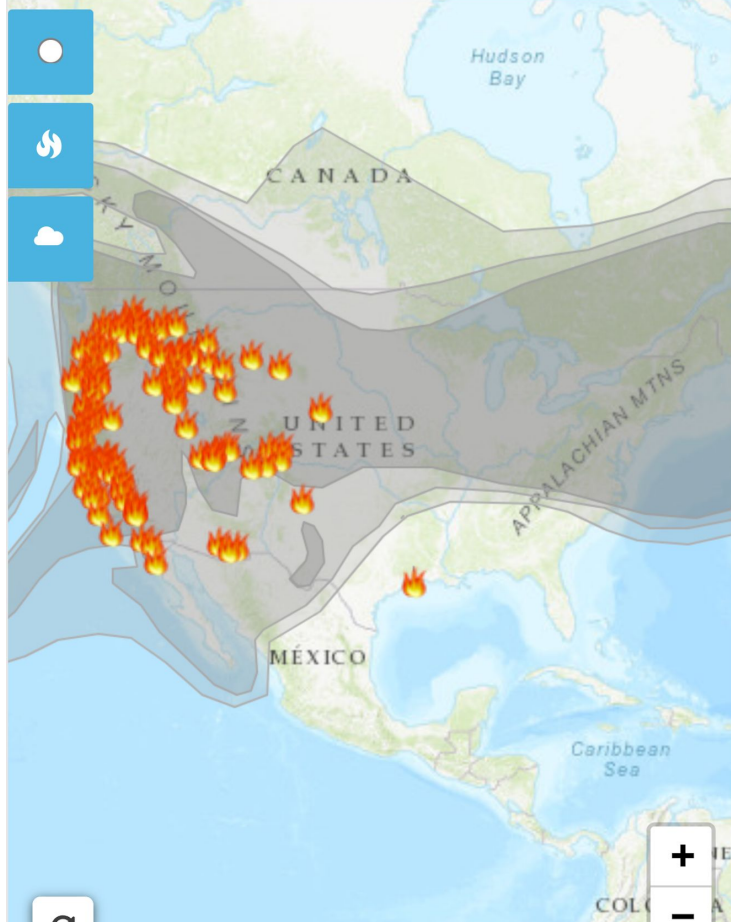 Hudson
Bay
CANADA
UNITED
STATES
APPALACHIAN MTNS
MÉXICO
Caribbean
Sea
+
−